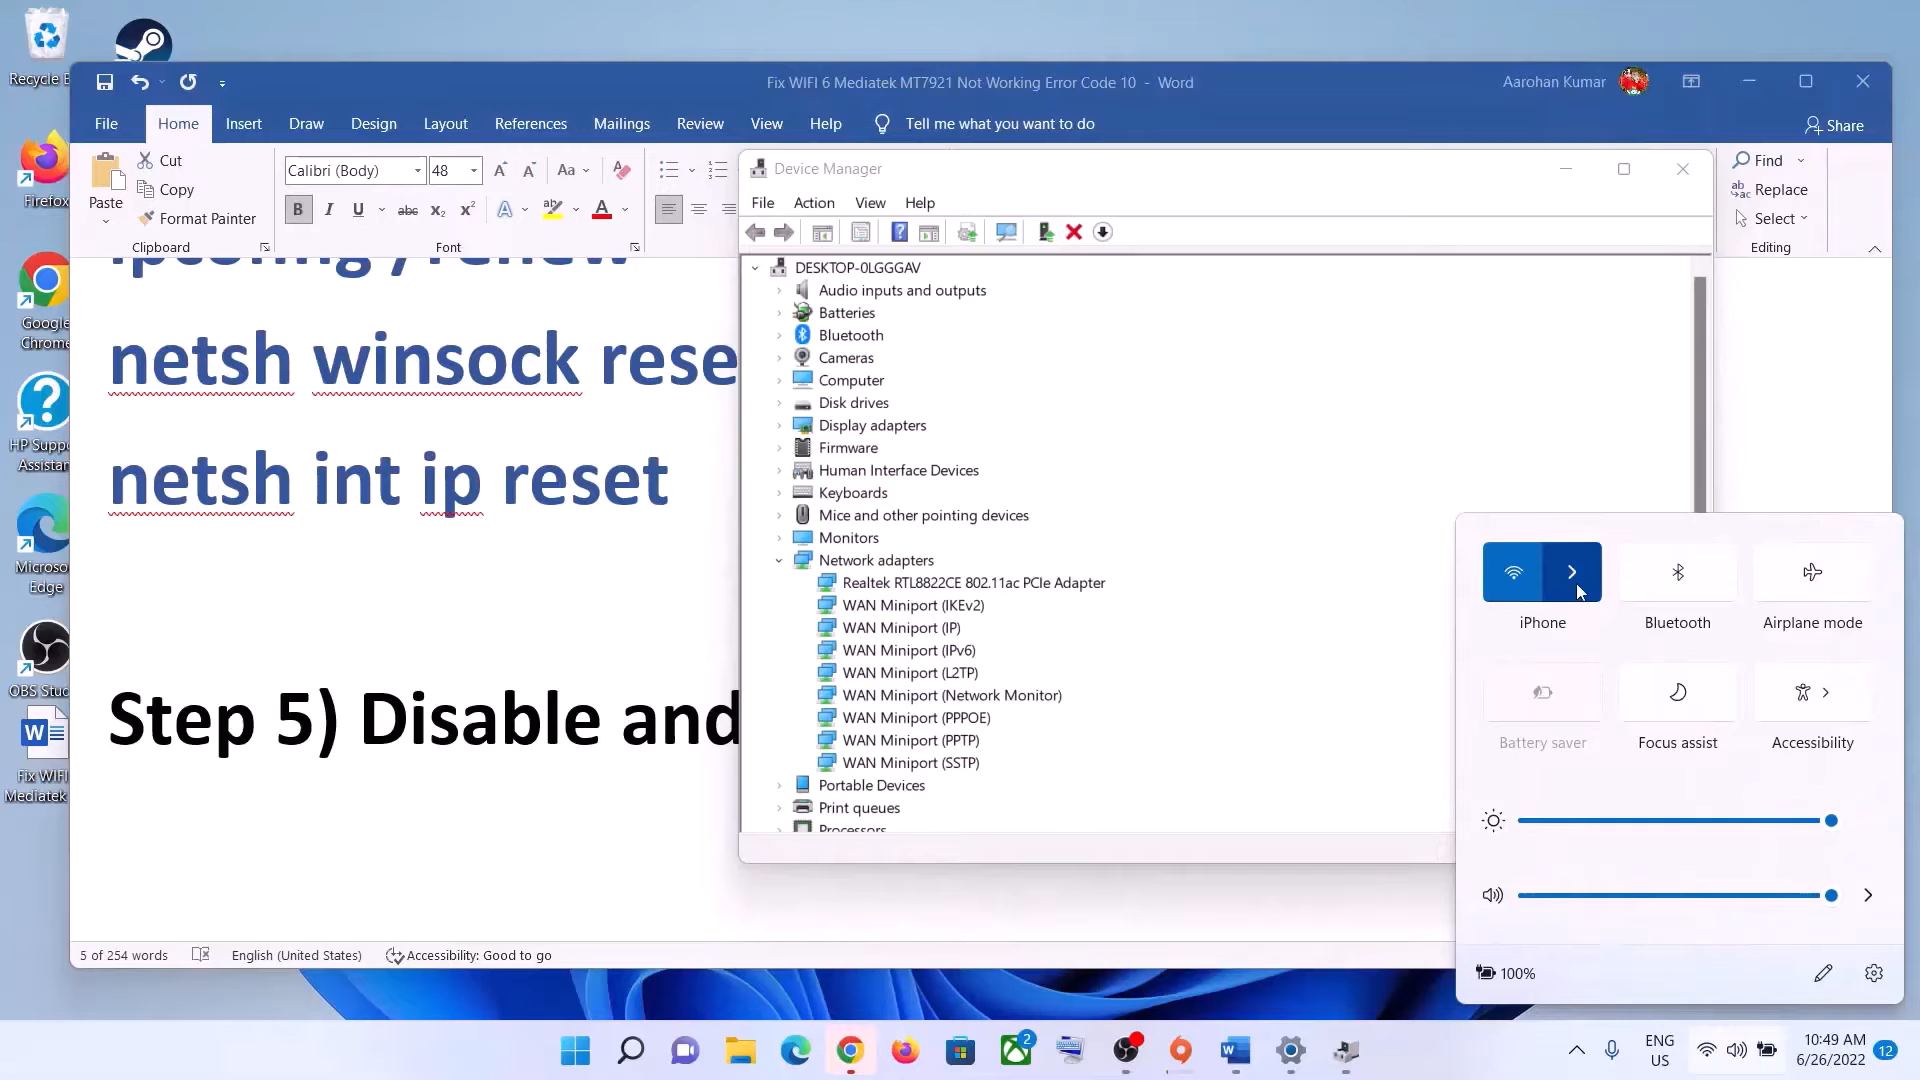 Recycle B
Firefox
Google
Chrome
HP Suppo
Assistan
Microso
Edge
OBS Stud
Fix WIFI
Mediatek
Fix WIFI 6 Mediatek MT7921 Not Working Error Code 10 - Word
Aarohan Kumar
File Home Insert Draw Design Layout References Mailings Review View Help Tell me what you want to do
Share
Paste
Cut
Copy
Format Painter
Clipboard
Calibri (Body) 48
Font
Find
Replace
Select
Editing
ipconfig /renew
netsh winsock rese
netsh int ip reset
Step 5) Disable and
5 of 254 words English (United States) Accessibility: Good to go
Device Manager
File Action View Help
DESKTOP-0LGGGAV
Audio inputs and outputs
Batteries
Bluetooth
Cameras
Computer
Disk drives
Display adapters
Firmware
Human Interface Devices
Keyboards
Mice and other pointing devices
Monitors
Network adapters
Realtek RTL8822CE 802.11ac PCIe Adapter
WAN Miniport (IKEv2)
WAN Miniport (IP)
WAN Miniport (IPv6)
WAN Miniport (L2TP)
WAN Miniport (Network Monitor)
WAN Miniport (PPPOE)
WAN Miniport (PPTP)
WAN Miniport (SSTP)
Portable Devices
Print queues
Processors
iPhone Bluetooth Airplane mode
Battery saver Focus assist Accessibility
100%
2
ENG
US
10:49 AM
6/26/2022
12